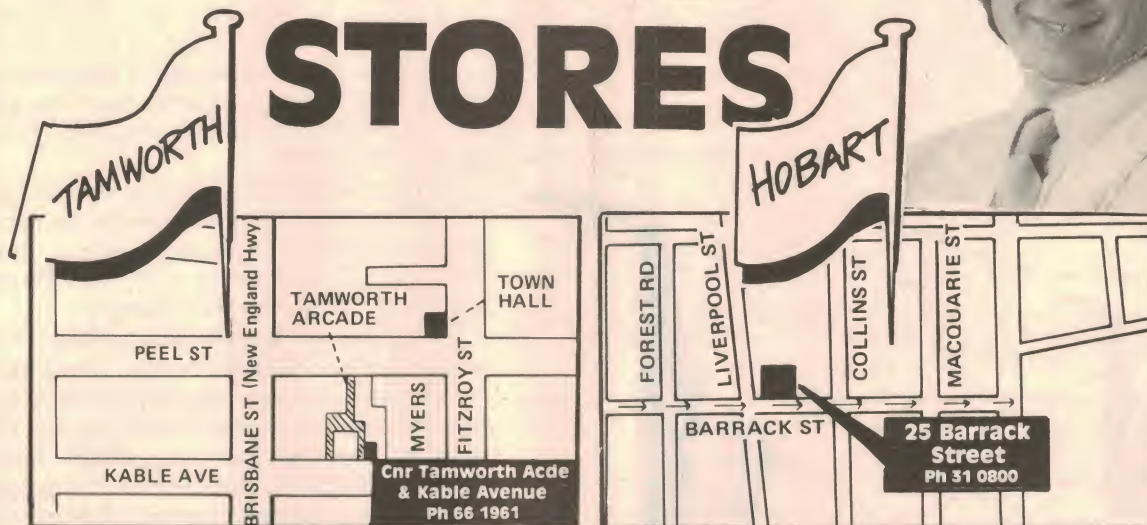 STORES
TAMWORTH
HOBART
BRISBANE ST (New England Hwy)
TAMWORTH
ARCADE
TOWN
HALL
PEEL ST
MYERS
FITZROY ST
KABLE AVE
Cnr Tamworth Acde
& Kable Avenue
Ph 66 1961
FOREST RD
LIVERPOOL ST
COLLINS ST
MACQUARIE ST
BARRACK ST
25 Barrack
Street
Ph 31 0800